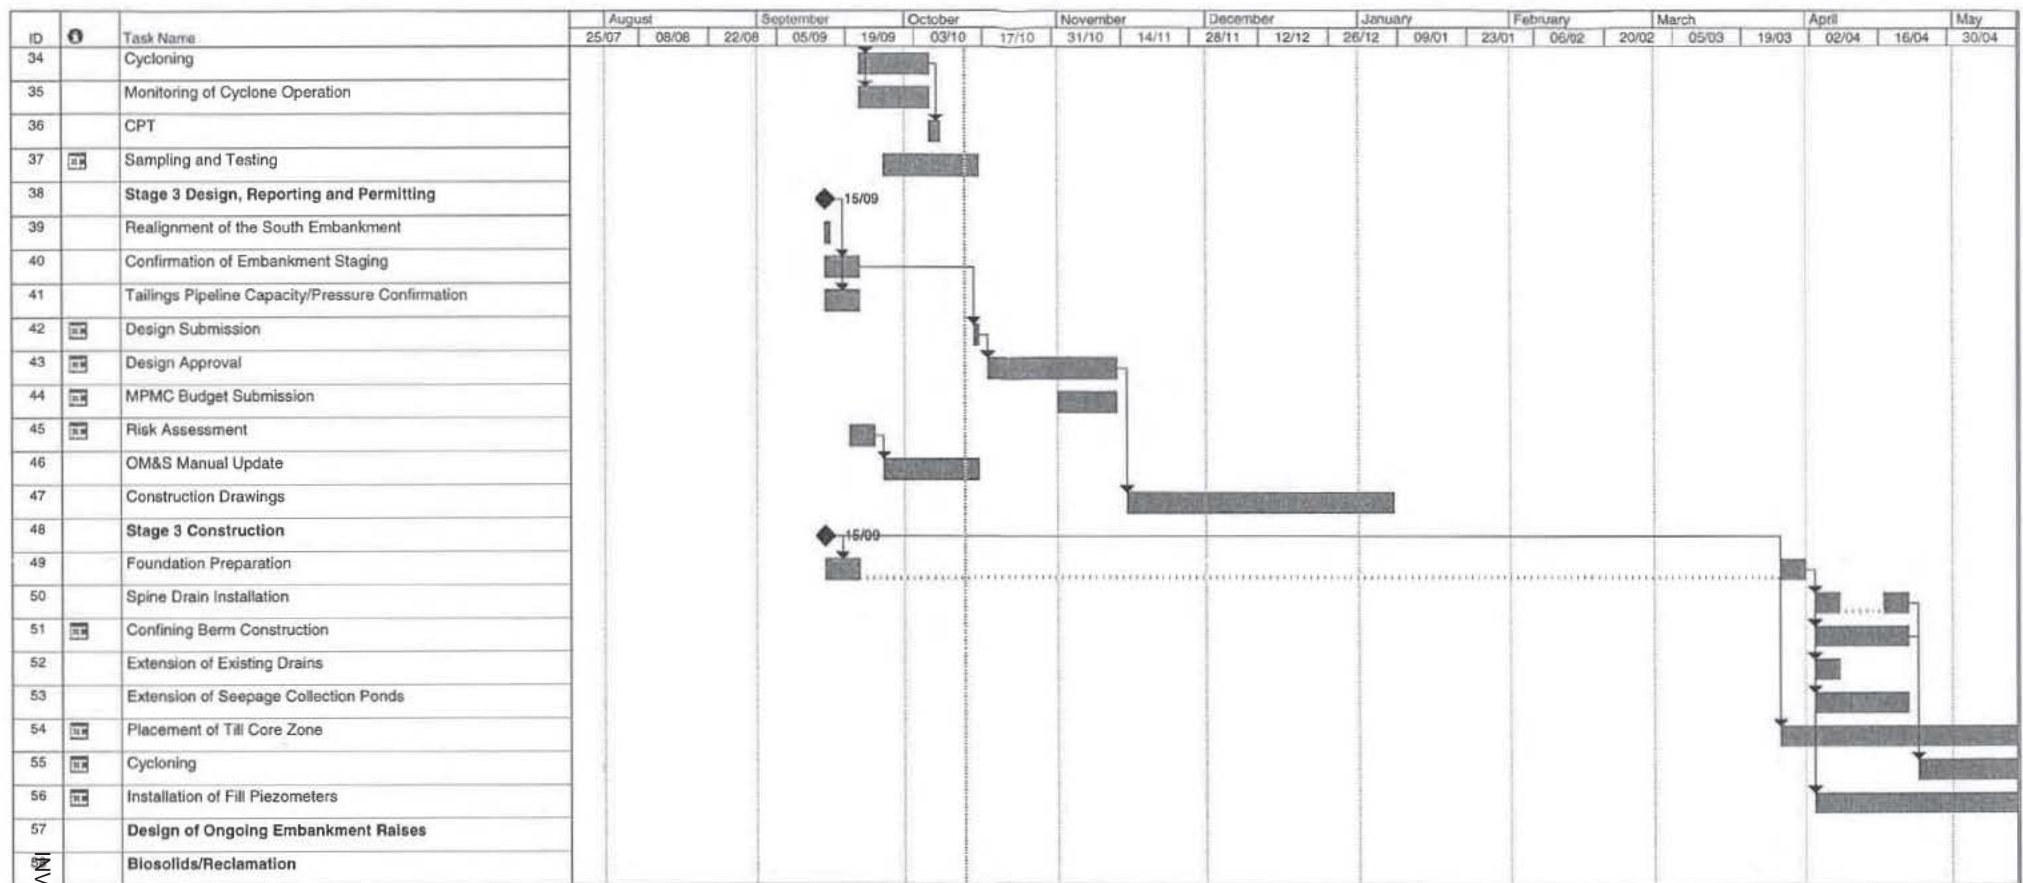 August September October November December January February March April May
ID Task Name 25/07 08/08 22/08 05/09 19/09 03/10 17/10 31/10 14/11 28/11 12/12 26/12 09/01 23/01 06/02 20/02 05/03 19/03 02/04 16/04 30/04
34 Cycloning
35 Monitoring of Cyclone Operation
36 CPT
37 Sampling and Testing
38 Stage 3 Design, Reporting and Permitting 15/09
39 Realignment of the South Embankment
40 Confirmation of Embankment Staging
41 Tailings Pipeline Capacity/Pressure Confirmation
42 Design Submission
43 Design Approval
44 MPMC Budget Submission
45 Risk Assessment
46 OM&S Manual Update
47 Construction Drawings
48 Stage 3 Construction 15/09
49 Foundation Preparation
50 Spine Drain Installation
51 Confining Berm Construction
52 Extension of Existing Drains
53 Extension of Seepage Collection Ponds
54 Placement of Till Core Zone
55 Cycloning
56 Installation of Fill Piezometers
57 Design of Ongoing Embankment Raises
Biosolids/Reclamation